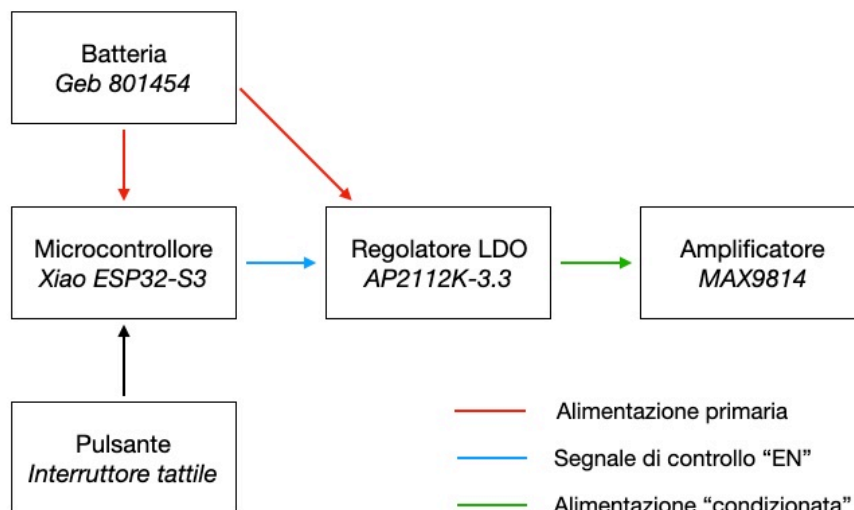 Batteria
Geb 801454
Microcontrollore
Xiao ESP32-S3
Regolatore LDO
AP2112K-3.3
Amplificatore
MAX9814
Pulsante
Interruttore tattile
Alimentazione primaria
Segnale di controllo “EN”
Alimentazione “condizionata”